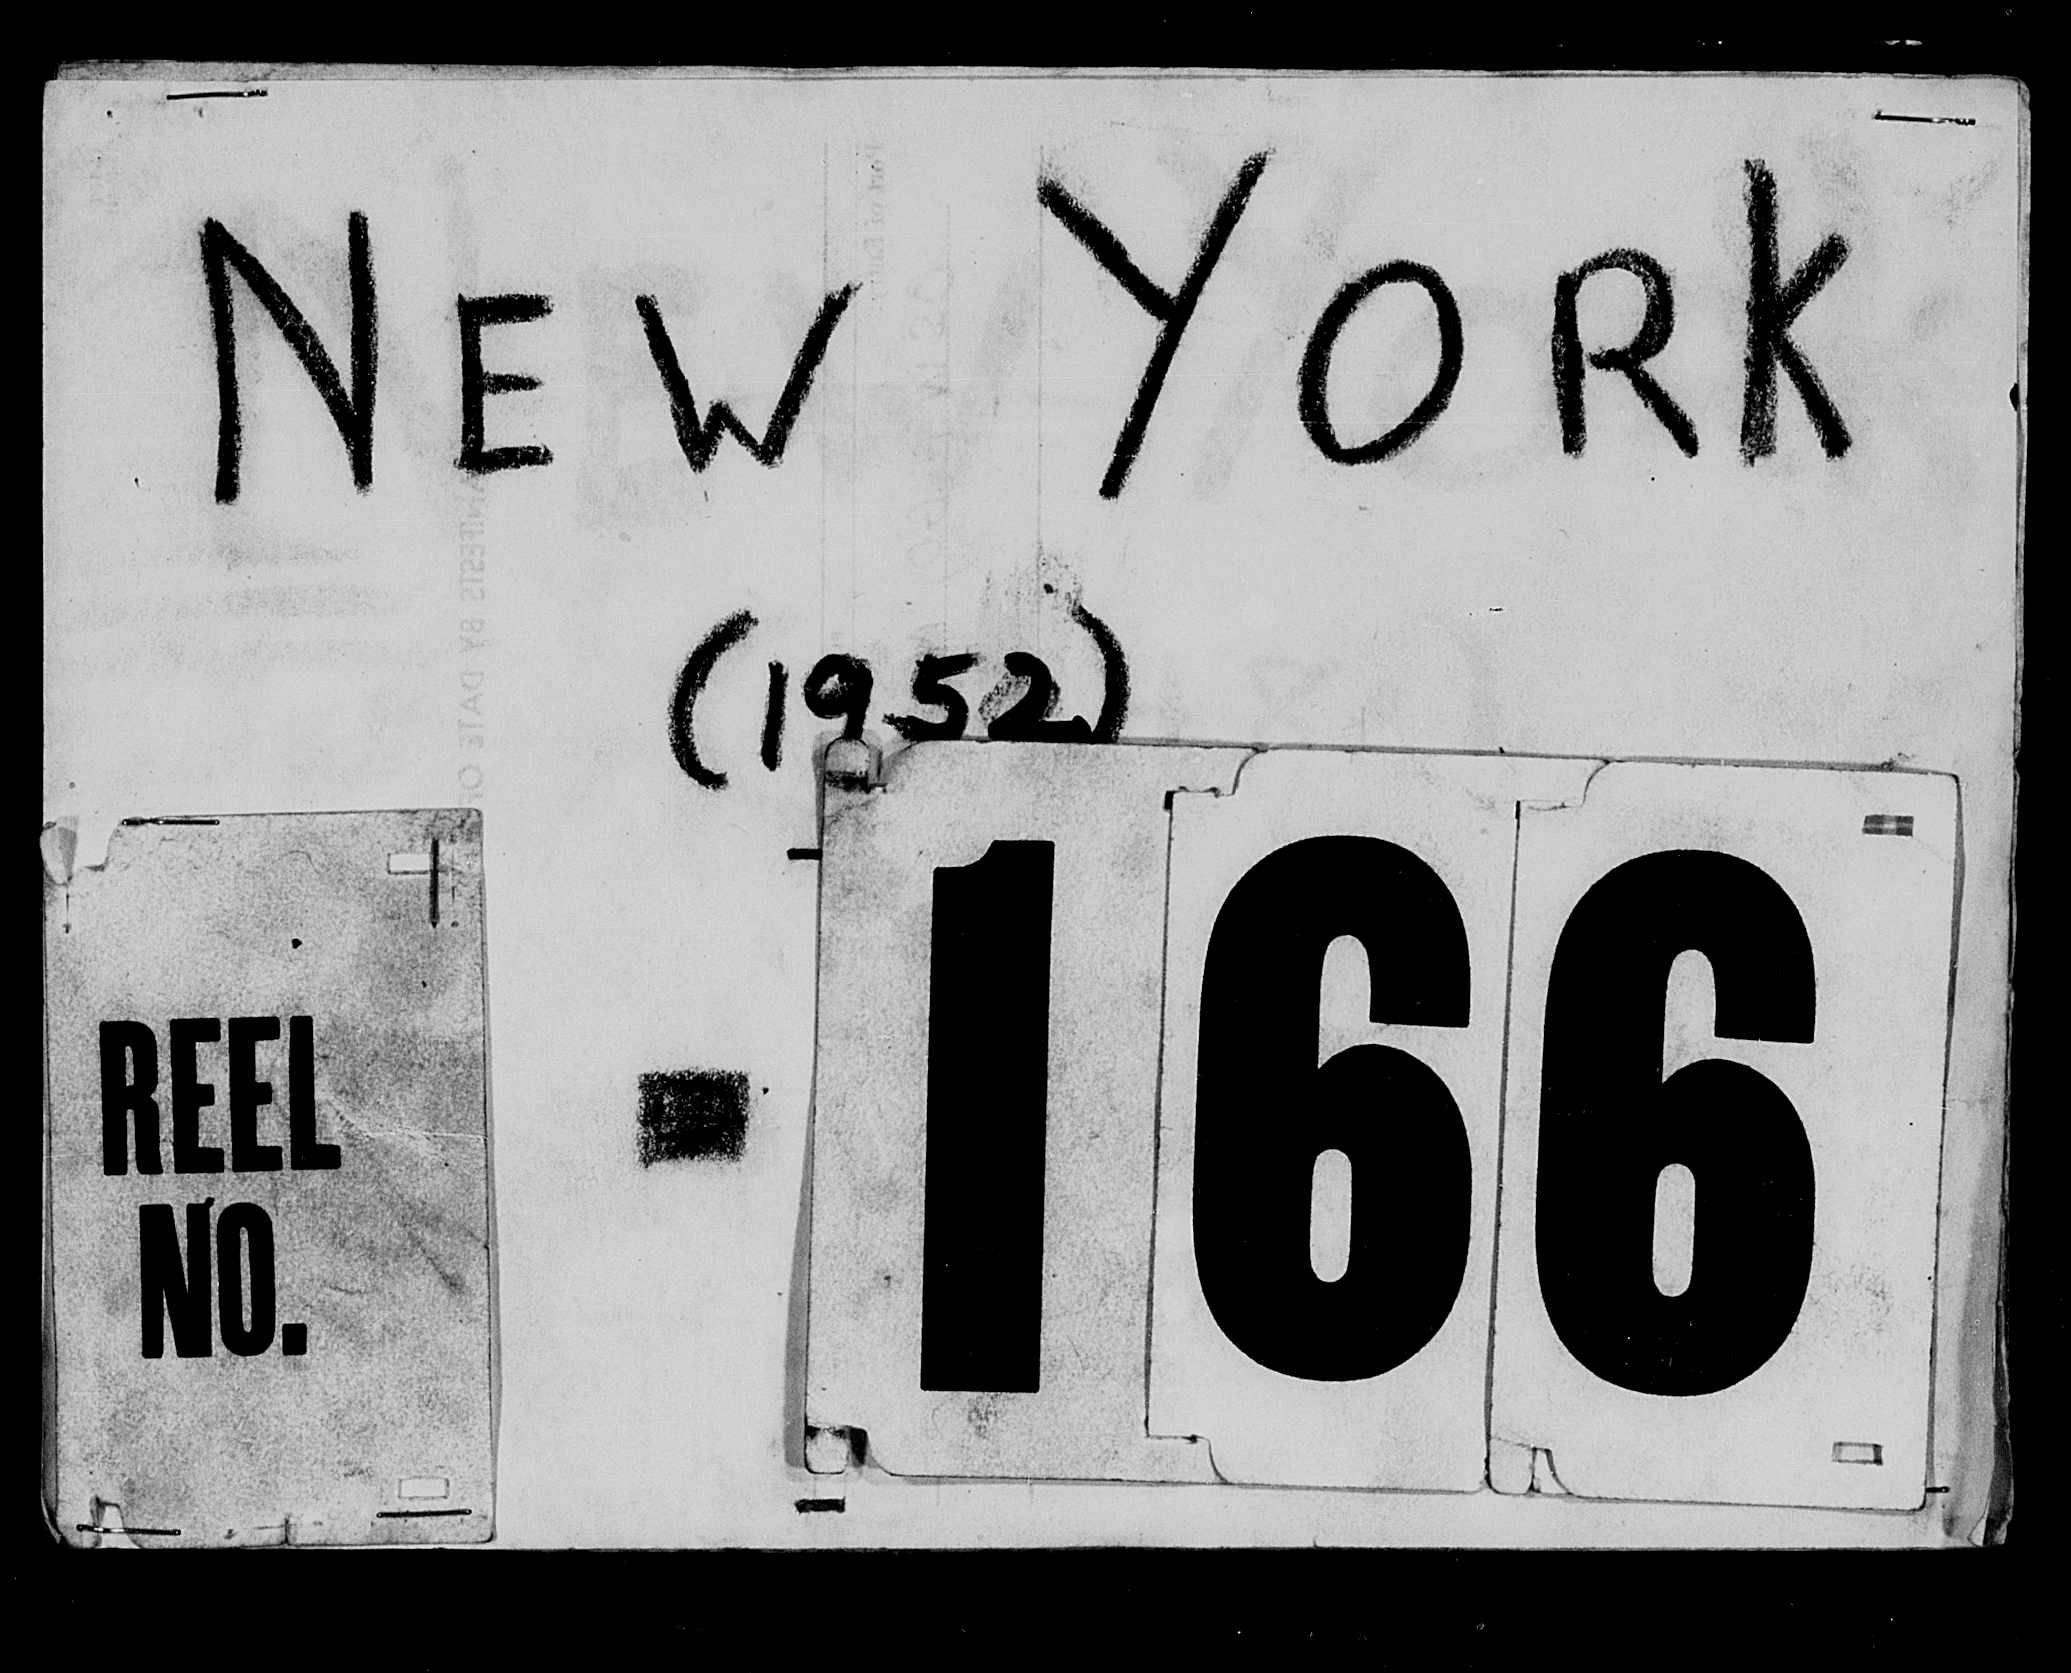 NEW YORK
(1952)
REEL
NO.
- 166